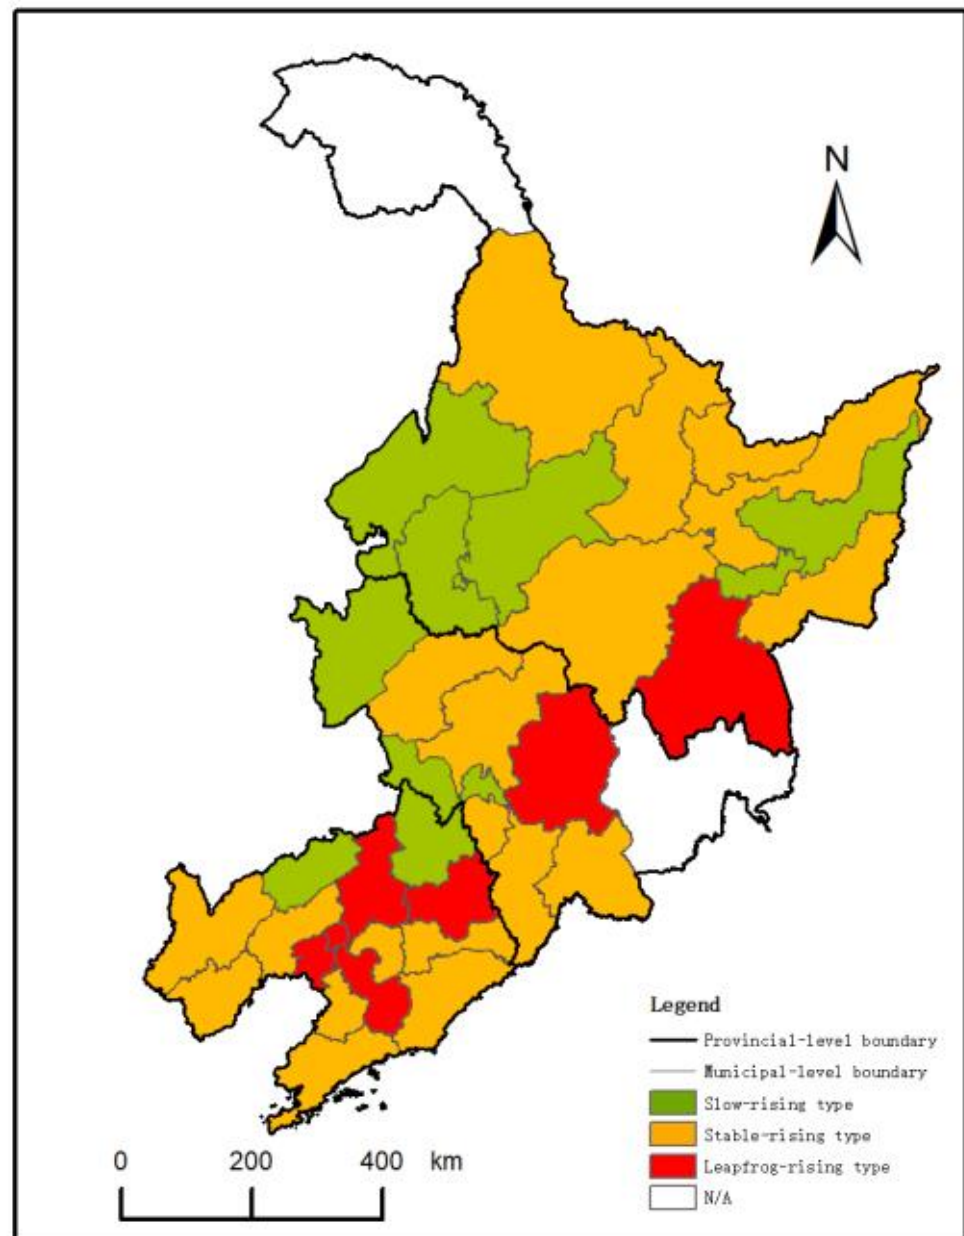 N
Legend
Provincial-level boundary
Municipal-level boundary
Slow-rising type
Stable-rising type
Leapfrog-rising type
N/A
0 200 400 km